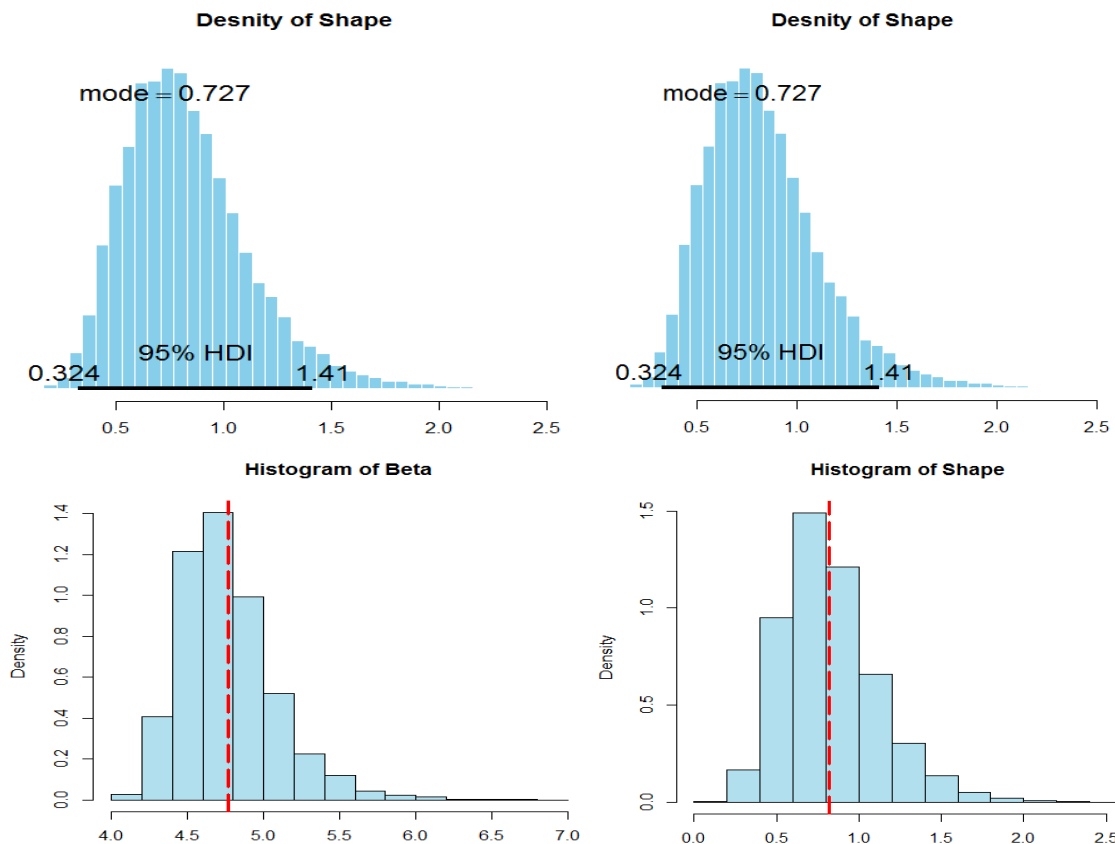 Desnity of Shape
mode = 0.727
95% HDI
0.324
1.41
0.5 1.0 1.5 2.0 2.5
Desnity of Shape
mode = 0.727
95% HDI
0.324
1.41
0.5 1.0 1.5 2.0 2.5
Histogram of Beta
Density
1.4
1.2
1.0
0.8
0.6
0.4
0.2
0.0
4.0 4.5 5.0 5.5 6.0 6.5 7.0
Histogram of Shape
Density
1.5
1.0
0.5
0.0
0.0 0.5 1.0 1.5 2.0 2.5